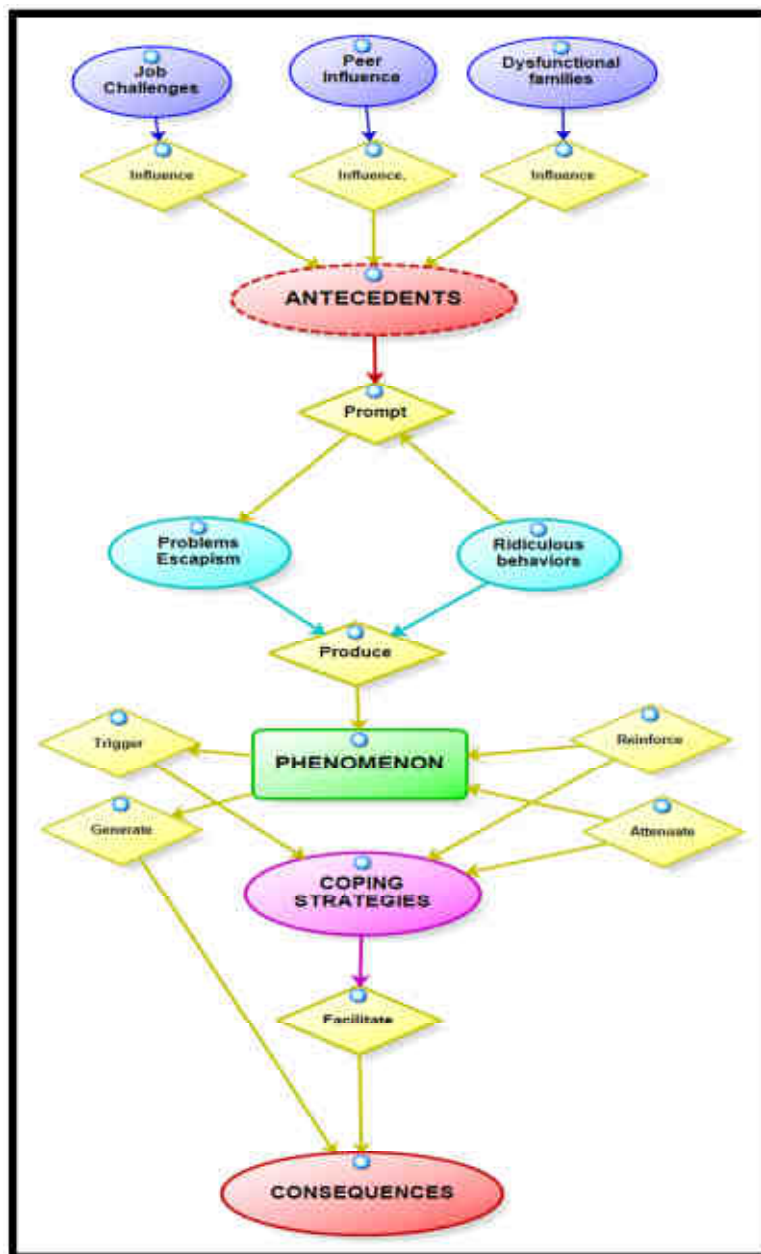 Job
Challenges
Peer
Influence
Dysfunctional
families
Influence
Influence.
Influence
ANTECEDENTS
Prompt
Problems
Escapism
Ridiculous
behaviors
Produce
Trigger
PHENOMENON
Reinforce
Generate
Attenuate
COPING
STRATEGIES
Facilitate
CONSEQUENCES